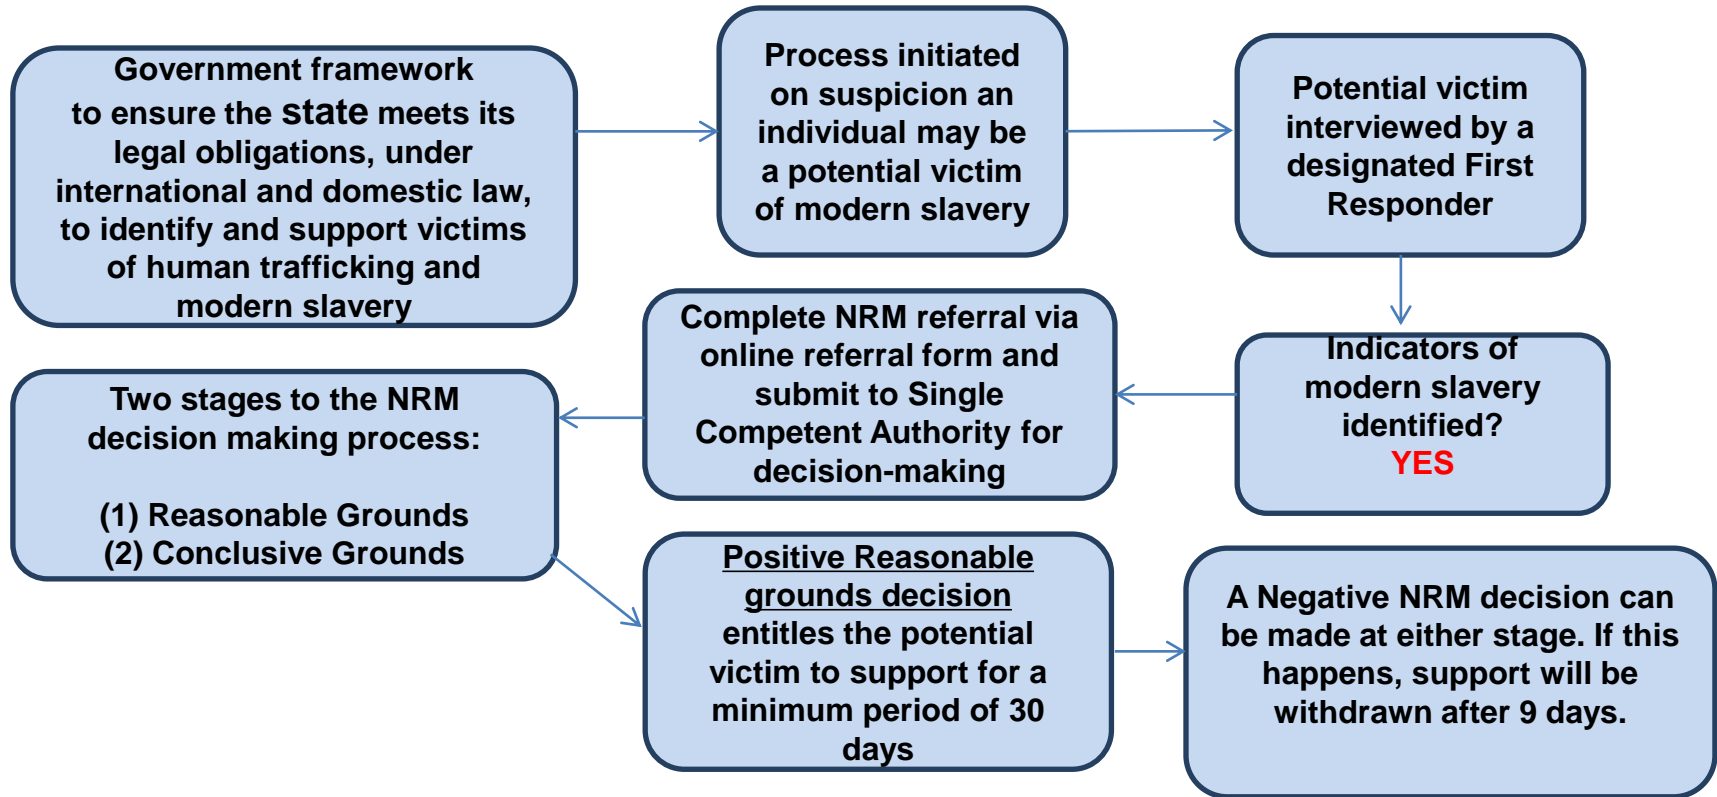 Government framework
to ensure the state meets its
legal obligations, under
international and domestic law,
to identify and support victims
of human trafficking and
modern slavery
Process initiated
on suspicion an
individual may be
a potential victim
of modern slavery
Potential victim
interviewed by a
designated First
Responder
Indicators of
modern slavery
identified?
YES
Complete NRM referral via
online referral form and
submit to Single
Competent Authority for
decision-making
Two stages to the NRM
decision making process:
(1) Reasonable Grounds
(2) Conclusive Grounds
Positive Reasonable
grounds decision
entitles the potential
victim to support for a
minimum period of 30
days
A Negative NRM decision can
be made at either stage. If this
happens, support will be
withdrawn after 9 days.